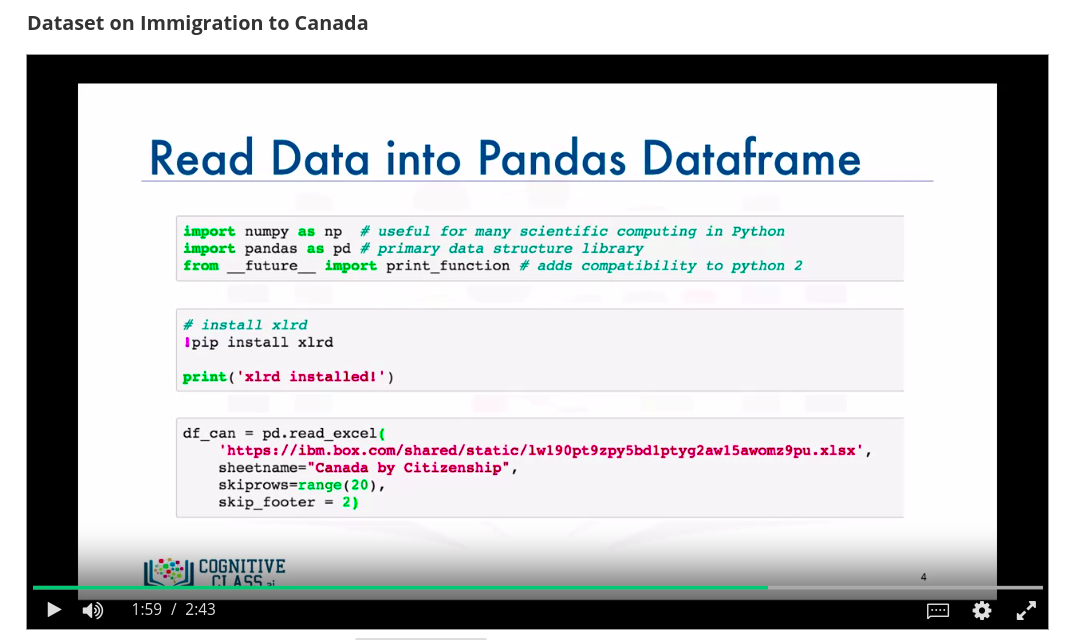 Dataset on Immigration to Canada
Read Data into Pandas Dataframe
import numpy as np # useful for many scientific computing in Python
import pandas as pd # primary data structure library
from __future__ import print_function # adds compatibility to python 2
# install xlrd
!pip install xlrd
print('xlrd installed!')
df_can = pd.read_excel(
'https://ibm.box.com/shared/static/lw190pt9zpy5bd1ptyg2aw15awomz9pu.xlsx',
sheetname="Canada by Citizenship",
skiprows=range(20),
skip_footer = 2)
COGNITIVE
CLASS.ai
4
1:59 / 2:43